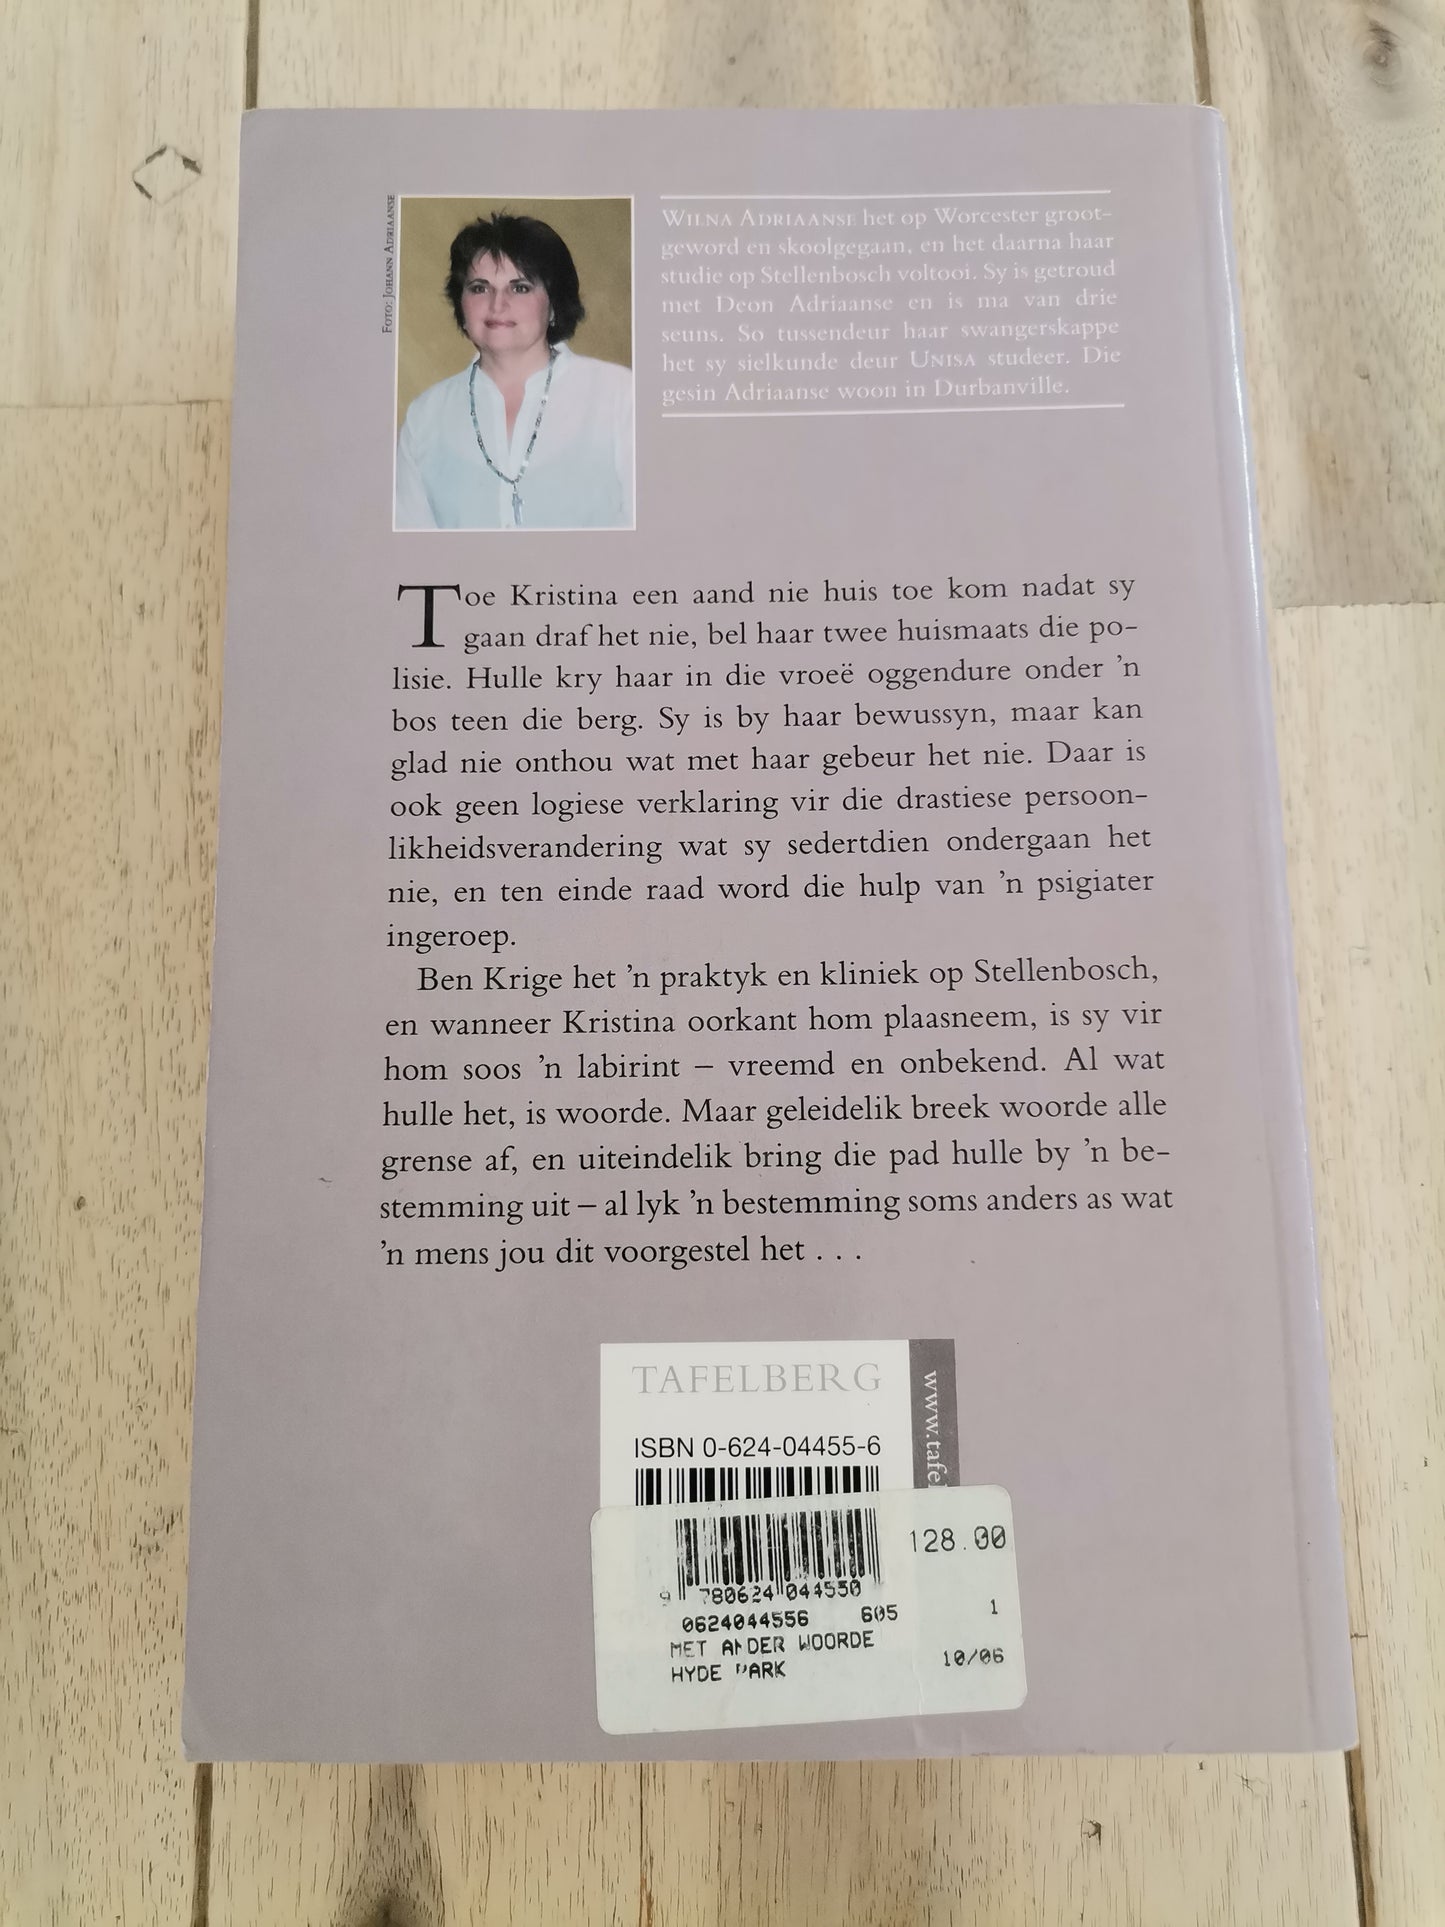 FOTO: JOHANN ADRIAANSE
WILNA ADRIAANSE het op Worcester groot-
geword en skoolgegaan, en het daarna haar
studie op Stellenbosch voltooi. Sy is getroud
met Deon Adriaanse en is ma van drie
seuns. So tussendeur haar swangerskappe
het sy sielkunde deur UNISA studeer. Die
gesin Adriaanse woon in Durbanville.
Toe Kristina een aand nie huis toe kom nadat sy
gaan draf het nie, bel haar twee huismaats die po-
lisie. Hulle kry haar in die vroeë oggendure onder 'n
bos teen die berg. Sy is by haar bewussyn, maar kan
glad nie onthou wat met haar gebeur het nie. Daar is
ook geen logiese verklaring vir die drastiese persoon-
likheidsverandering wat sy sedertdien ondergaan het
nie, en ten einde raad word die hulp van 'n psigiater
ingeroep.
Ben Krige het 'n praktyk en kliniek op Stellenbosch,
en wanneer Kristina oorkant hom plaasneem, is sy vir
hom soos 'n labirint – vreemd en onbekend. Al wat
hulle het, is woorde. Maar geleidelik breek woorde alle
grense af, en uiteindelik bring die pad hulle by 'n be-
stemming uit – al lyk 'n bestemming soms anders as wat
'n mens jou dit voorgestel het . . .
TAFELBERG
www.tafel
ISBN 0-624-04455-6
128.00
9 780624 044550
0624044556 605 1
MET ANDER WOORDE
HYDE PARK 10/06